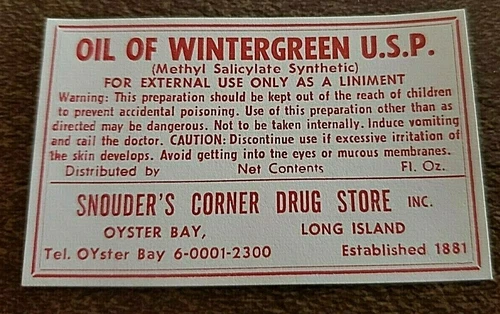 OIL OF WINTERGREEN U.S.P.
(Methyl Salicylate Synthetic)
FOR EXTERNAL USE ONLY AS A LINIMENT
Warning: This preparation should be kept out of the reach of children
to prevent accidental poisoning. Use of this preparation other than as
directed may be dangerous. Not to be taken internally. Induce vomiting
and call the doctor. CAUTION: Discontinue use if excessive irritation of
the skin develops. Avoid getting into the eyes or mucous membranes.
Distributed by Net Contents Fl. Oz.
SNOUDER'S CORNER DRUG STORE INC.
OYSTER BAY, LONG ISLAND
Tel. OYster Bay 6-0001-2300 Established 1881